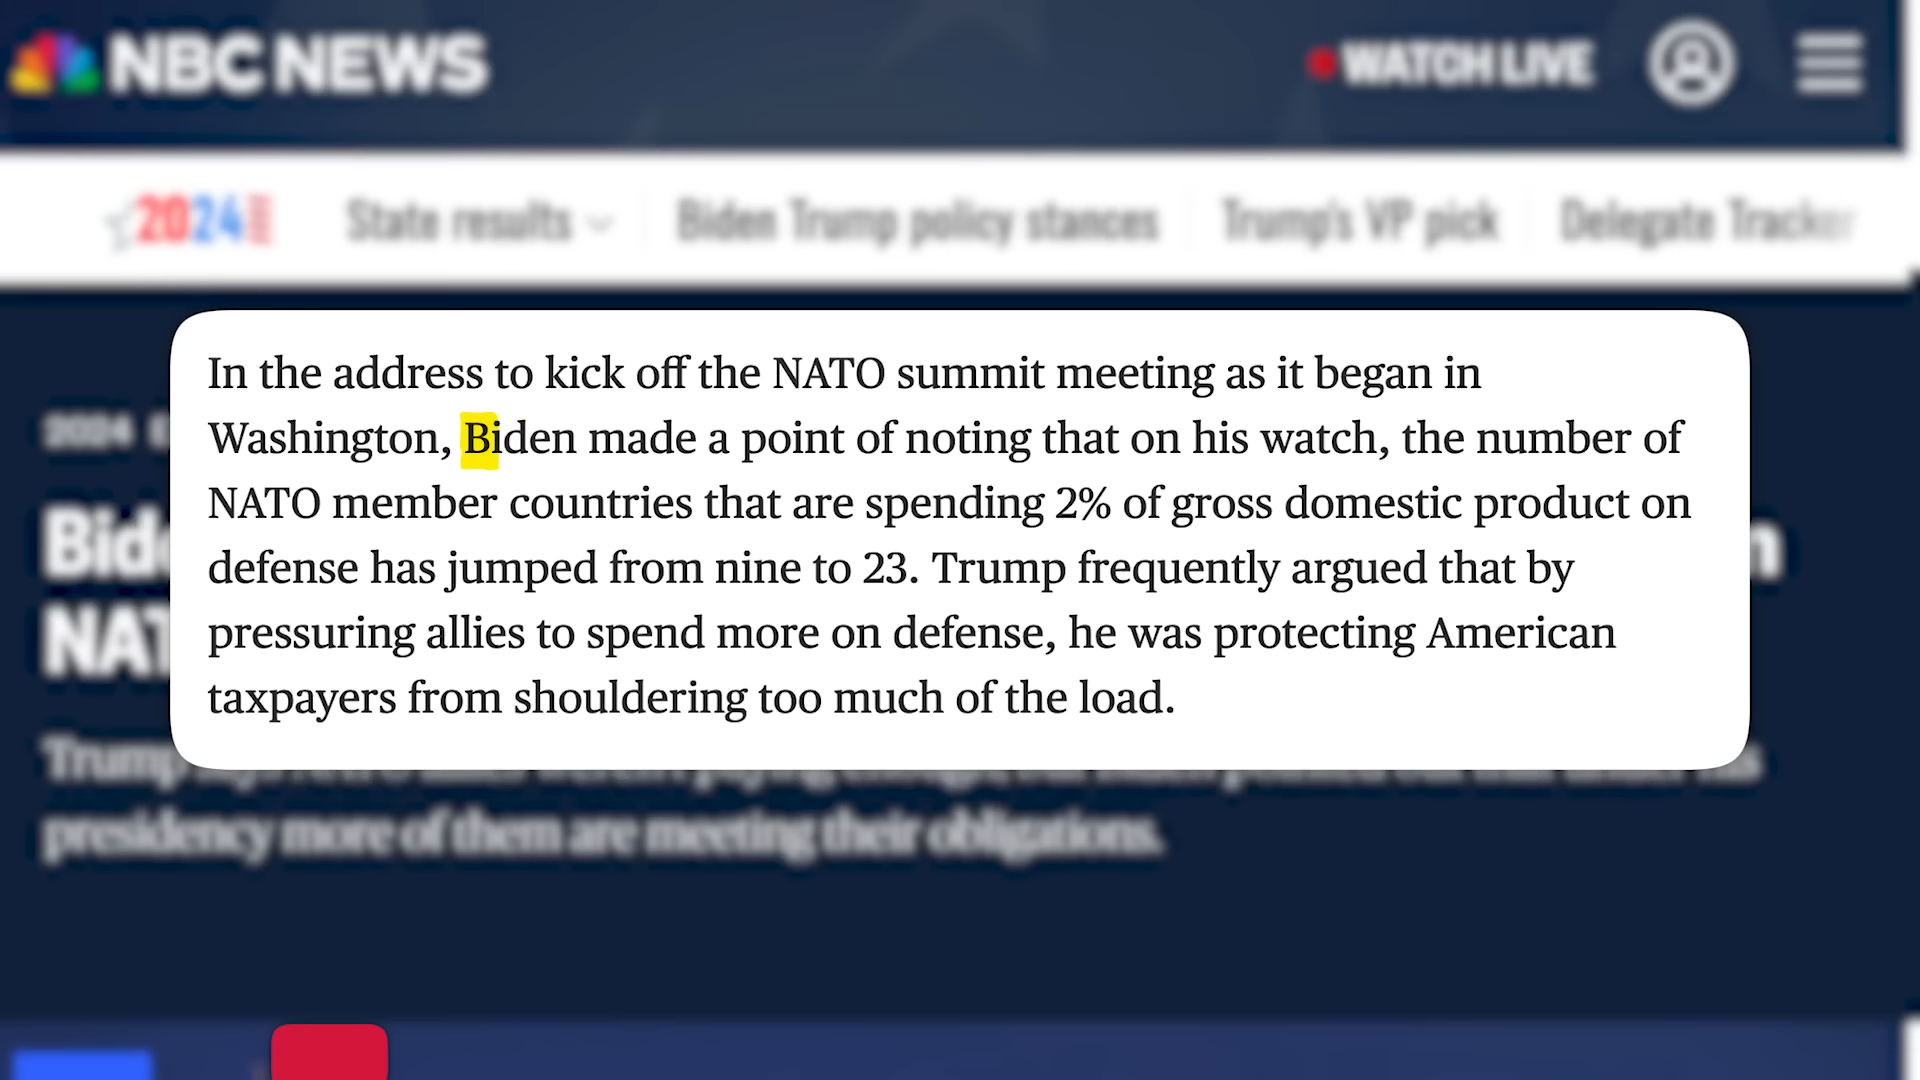 NBC NEWS
WATCH LIVE
2024
State results
Biden Trump policy stances
Trump's VP pick
Delegate Tracker
In the address to kick off the NATO summit meeting as it began in
Washington, Biden made a point of noting that on his watch, the number of
NATO member countries that are spending 2% of gross domestic product on
defense has jumped from nine to 23. Trump frequently argued that by
pressuring allies to spend more on defense, he was protecting American
taxpayers from shouldering too much of the load.
2024
Trump
presidency more of them are meeting their obligations.